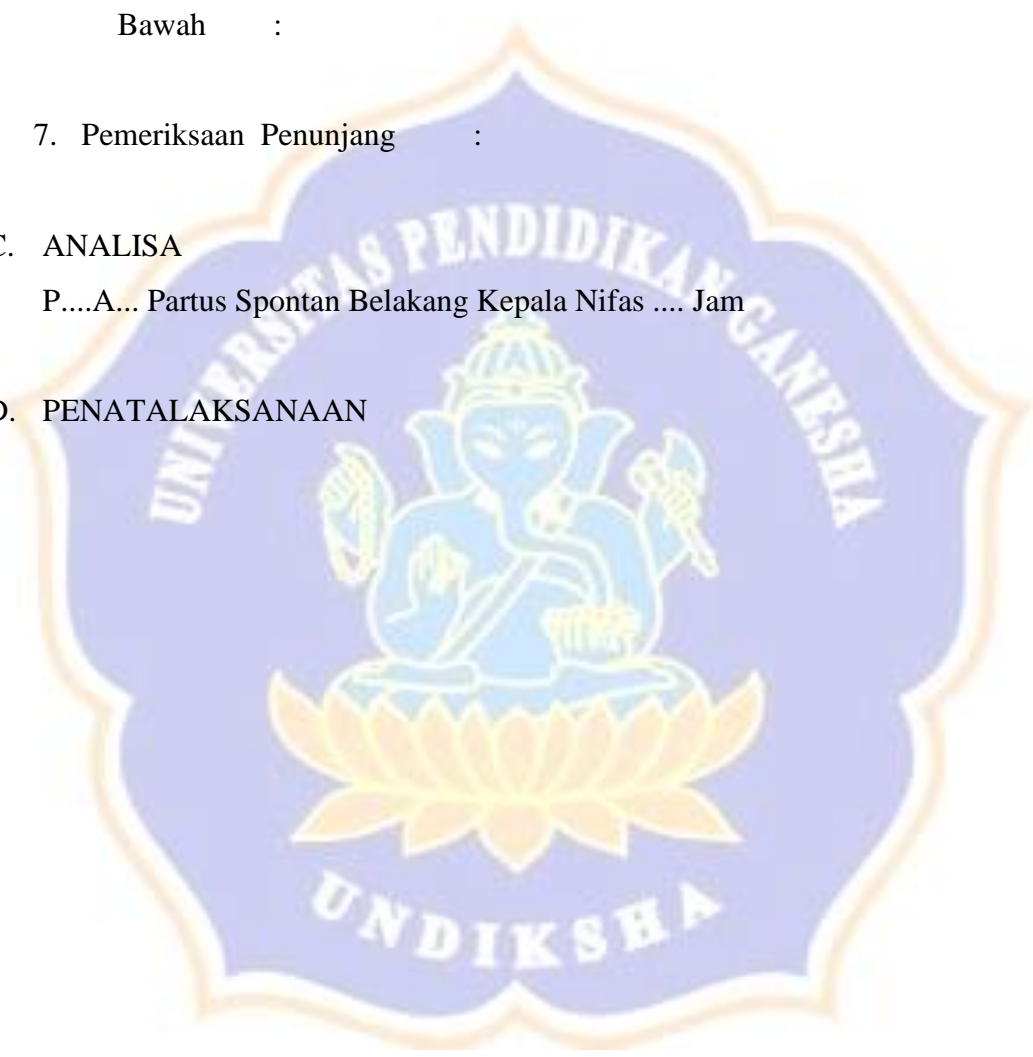 Bawah :
7. Pemeriksaan Penunjang :
C. ANALISA
P....A... Partus Spontan Belakang Kepala Nifas .... Jam
D. PENATALAKSANAAN
UNIVERSITAS PENDIDIKAN GANESHA
UNDIKSHA